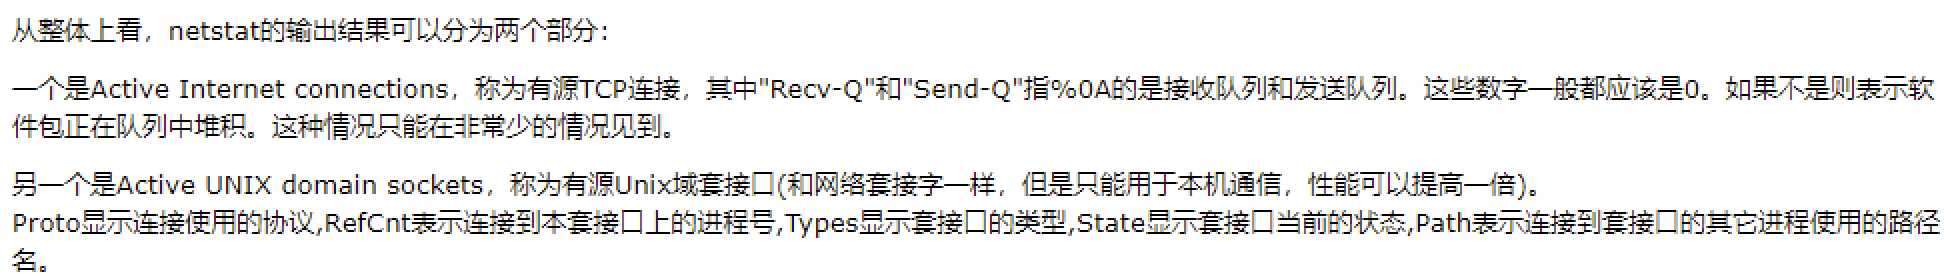 从整体上看，netstat的输出结果可以分为两个部分：
一个是Active Internet connections，称为有源TCP连接，其中"Recv-Q"和"Send-Q"指%0A的是接收队列和发送队列。这些数字一般都应该是0。如果不是则表示软
件包正在队列中堆积。这种情况只能在非常少的情况见到。
另一个是Active UNIX domain sockets，称为有源Unix域套接口(和网络套接字一样，但是只能用于本机通信，性能可以提高一倍)。
Proto显示连接使用的协议,RefCnt表示连接到本套接口上的进程号,Types显示套接口的类型,State显示套接口当前的状态,Path表示连接到套接口的其它进程使用的路径
名。